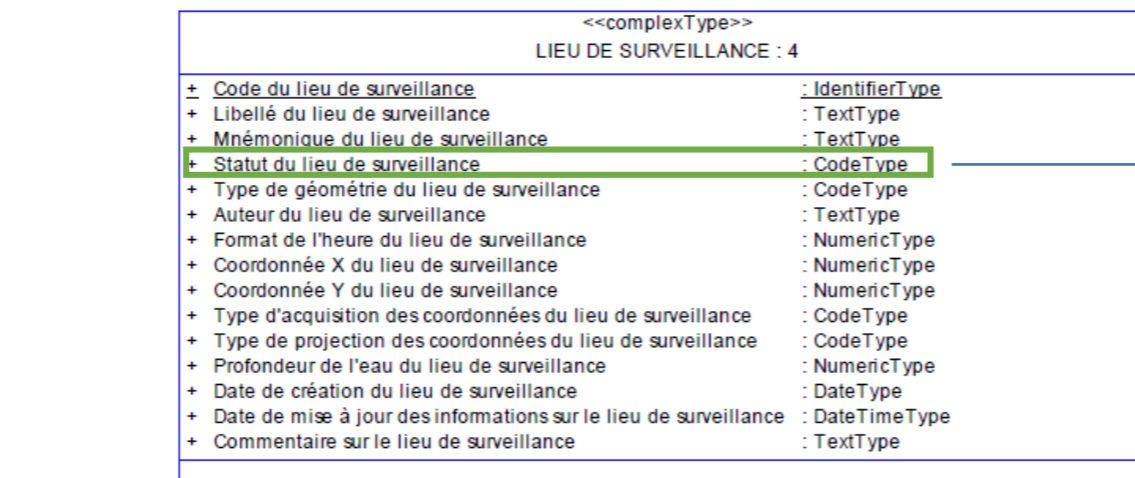 <<complexType>>
LIEU DE SURVEILLANCE : 4
+ Code du lieu de surveillance : IdentifierType
+ Libellé du lieu de surveillance : TextType
+ Mnémonique du lieu de surveillance : TextType
+ Statut du lieu de surveillance : CodeType
+ Type de géométrie du lieu de surveillance : CodeType
+ Auteur du lieu de surveillance : TextType
+ Format de l'heure du lieu de surveillance : NumericType
+ Coordonnée X du lieu de surveillance : NumericType
+ Coordonnée Y du lieu de surveillance : NumericType
+ Type d'acquisition des coordonnées du lieu de surveillance : CodeType
+ Type de projection des coordonnées du lieu de surveillance : CodeType
+ Profondeur de l'eau du lieu de surveillance : NumericType
+ Date de création du lieu de surveillance : DateType
+ Date de mise à jour des informations sur le lieu de surveillance : DateTimeType
+ Commentaire sur le lieu de surveillance : TextType